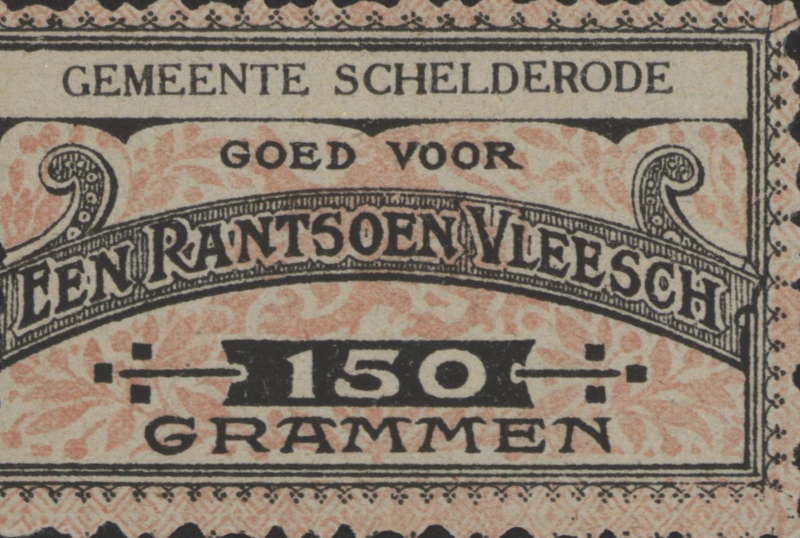 GEMEENTE SCHELDERODE
GOED VOOR
EEN RANTSOEN VLEESCH
150
GRAMMEN